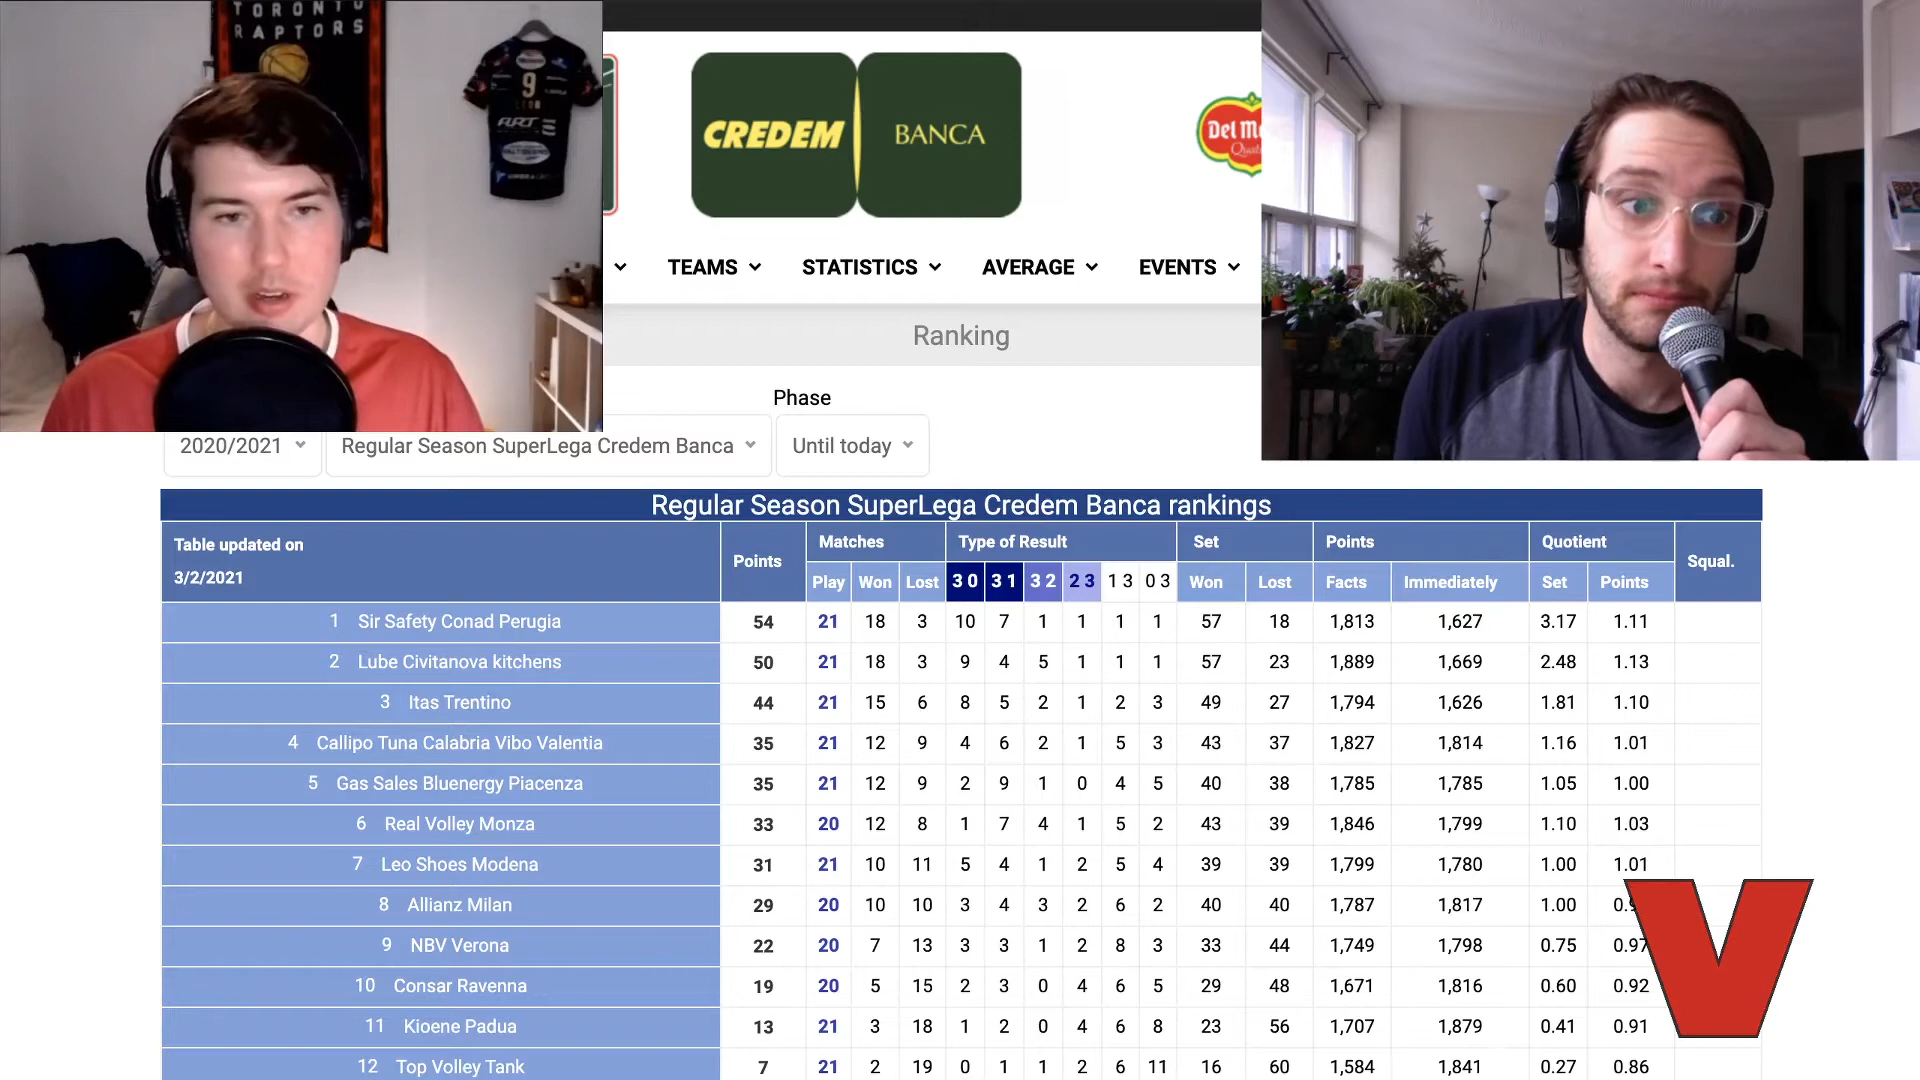 TORONTO
RAPTORS
9
LEON
ART
CREDEM
BANCA
Del Mo
Quali
TEAMS
STATISTICS
AVERAGE
EVENTS
Ranking
Phase
2020/2021
Regular Season SuperLega Credem Banca
Until today
Regular Season SuperLega Credem Banca rankings
Table updated on
3/2/2021
Points Matches Type of Result Set Points Quotient Squal.
Play Won Lost 3 0 3 1 3 2 2 3 1 3 0 3 Won Lost Facts Immediately Set Points
1 Sir Safety Conad Perugia 54 21 18 3 10 7 1 1 1 1 57 18 1,813 1,627 3.17 1.11
2 Lube Civitanova kitchens 50 21 18 3 9 4 5 1 1 1 57 23 1,889 1,669 2.48 1.13
3 Itas Trentino 44 21 15 6 8 5 2 1 2 3 49 27 1,794 1,626 1.81 1.10
4 Callipo Tuna Calabria Vibo Valentia 35 21 12 9 4 6 2 1 5 3 43 37 1,827 1,814 1.16 1.01
5 Gas Sales Bluenergy Piacenza 35 21 12 9 2 9 1 0 4 5 40 38 1,785 1,785 1.05 1.00
6 Real Volley Monza 33 20 12 8 1 7 4 1 5 2 43 39 1,846 1,799 1.10 1.03
7 Leo Shoes Modena 31 21 10 11 5 4 1 2 5 4 39 39 1,799 1,780 1.00 1.01
8 Allianz Milan 29 20 10 10 3 4 3 2 6 2 40 40 1,787 1,817 1.00 0.9
9 NBV Verona 22 20 7 13 3 3 1 2 8 3 33 44 1,749 1,798 0.75 0.97
10 Consar Ravenna 19 20 5 15 2 3 0 4 6 5 29 48 1,671 1,816 0.60 0.92
11 Kioene Padua 13 21 3 18 1 2 0 4 6 8 23 56 1,707 1,879 0.41 0.91
12 Top Volley Tank 7 21 2 19 0 1 1 2 6 11 16 60 1,584 1,841 0.27 0.86
V